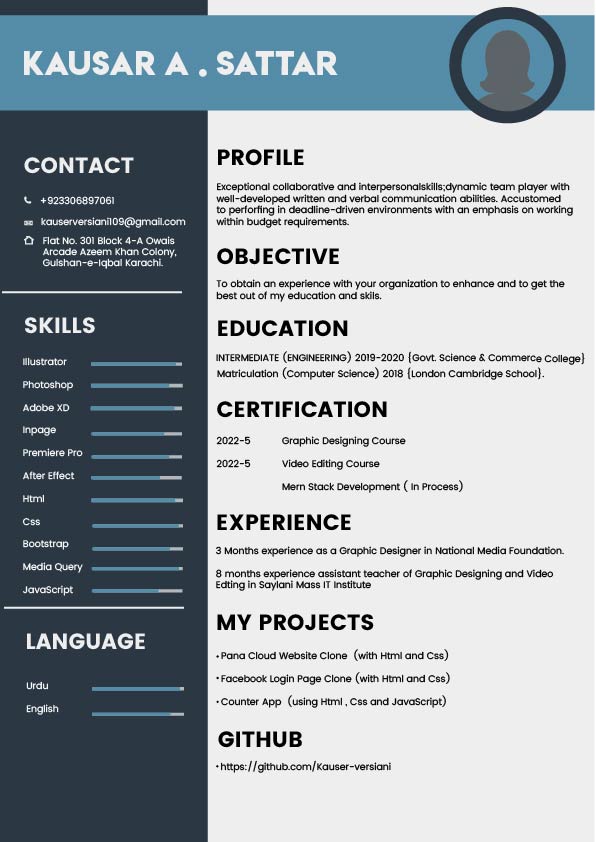 KAUSAR A . SATTAR
CONTACT
+923306897061
kauserversiani109@gmail.com
Flat No. 301 Block 4-A Owais
Arcade Azeem Khan Colony,
Gulshan-e-Iqbal Karachi.
SKILLS
Illustrator
Photoshop
Adobe XD
Inpage
Premiere Pro
After Effect
Html
Css
Bootstrap
Media Query
JavaScript
LANGUAGE
Urdu
English
PROFILE
Exceptional collaborative and interpersonalskills;dynamic team player with
well-developed written and verbal communication abilities. Accustomed
to perforfing in deadline-driven environments with an emphasis on working
within budget requirements.
OBJECTIVE
To obtain an experience with your organization to enhance and to get the
best out of my education and skils.
EDUCATION
INTERMEDIATE (ENGINEERING) 2019-2020 {Govt. Science & Commerce College}
Matriculation (Computer Science) 2018 {London Cambridge School}.
CERTIFICATION
2022-5 Graphic Designing Course
2022-5 Video Editing Course
Mern Stack Development ( In Process)
EXPERIENCE
3 Months experience as a Graphic Designer in National Media Foundation.
8 months experience assistant teacher of Graphic Designing and Video
Edting in Saylani Mass IT Institute
MY PROJECTS
• Pana Cloud Website Clone (with Html and Css)
• Facebook Login Page Clone (with Html and Css)
• Counter App (using Html , Css and JavaScript)
GITHUB
• https://github.com/Kauser-versiani